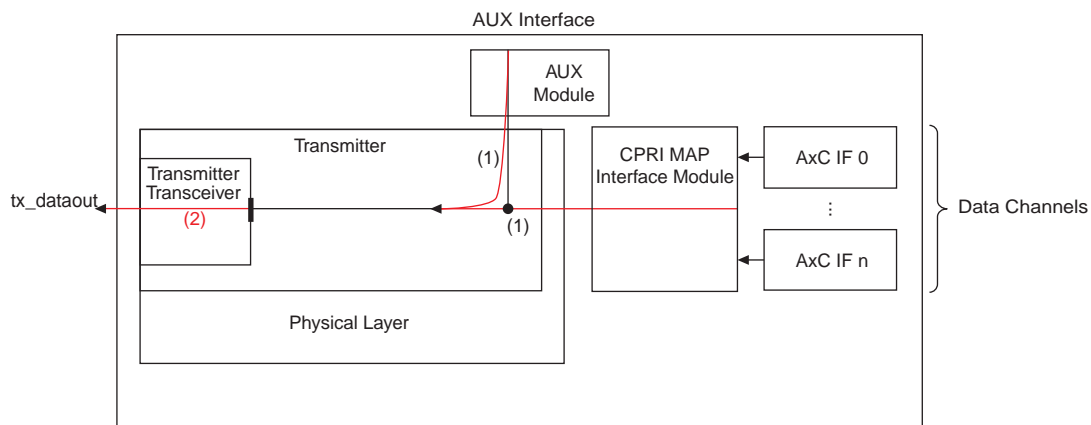 AUX Interface
AUX
Module
Transmitter
(1)
CPRI MAP
Interface Module
AxC IF 0
Transmitter
Transceiver
tx_dataout
(2)
(1)
⋮
Data Channels
AxC IF n
Physical Layer